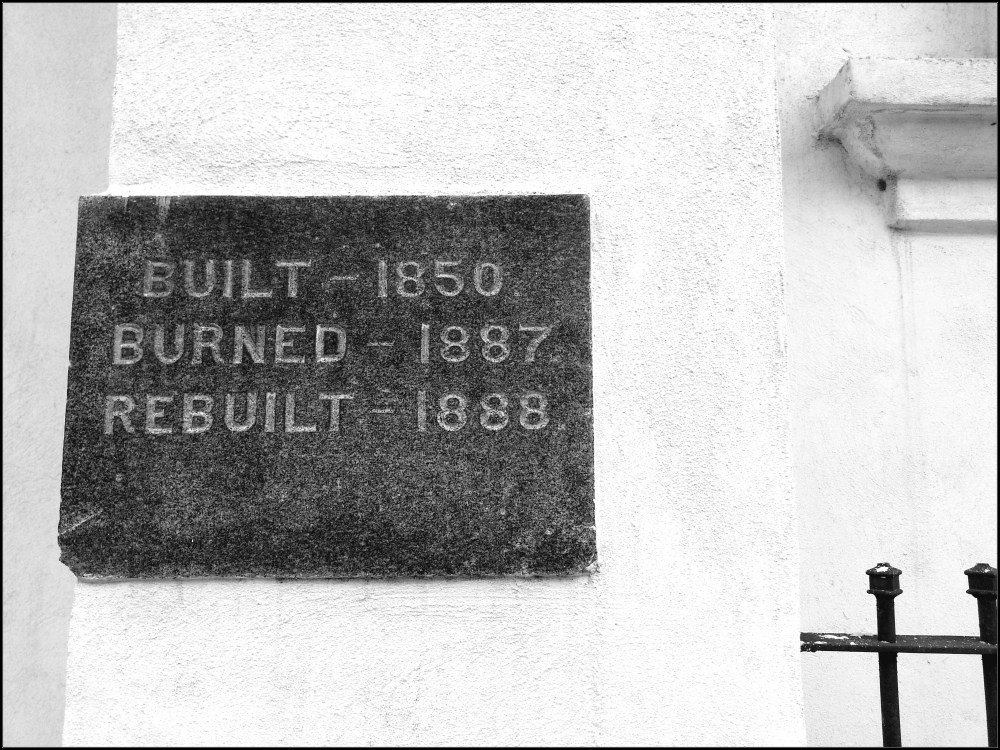 BUILT - 1850.
BURNED - 1887.
REBUILT - 1888.